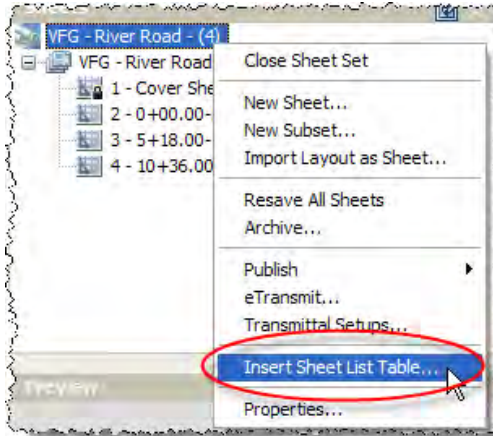 VFG - River Road - (4)
VFG - River Road
1 - Cover She
2 - 0+00.00-
3 - 5+18.00-
4 - 10+36.00
Close Sheet Set
New Sheet...
New Subset...
Import Layout as Sheet...
Resave All Sheets
Archive...
Publish
eTransmit...
Transmittal Setups...
Insert Sheet List Table...
Properties...
Preview